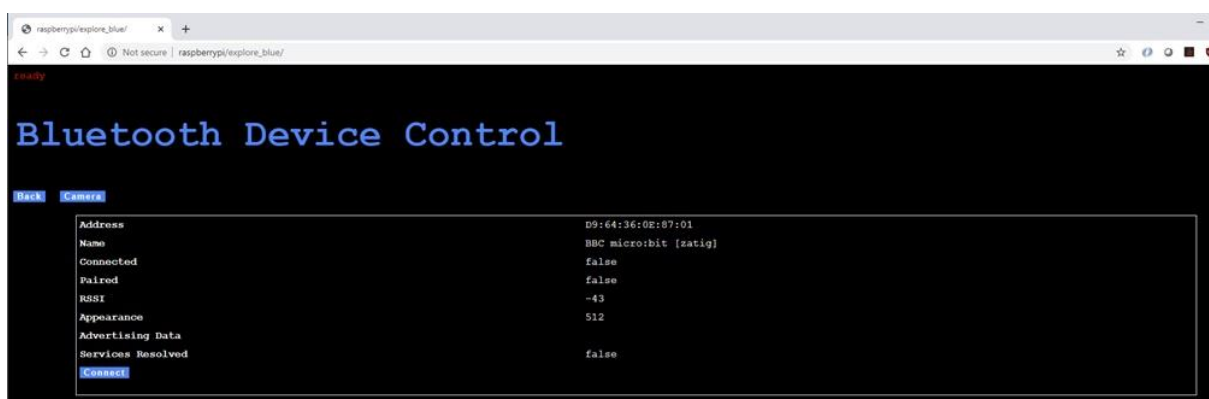 raspberrypi/explore_blue/
Not secure | raspberrypi/explore_blue/
ready
Bluetooth Device Control
Back Camera
Address D9:64:36:0E:87:01
Name BBC micro:bit [zatig]
Connected false
Paired false
RSSI -43
Appearance 512
Advertising Data
Services Resolved false
Connect